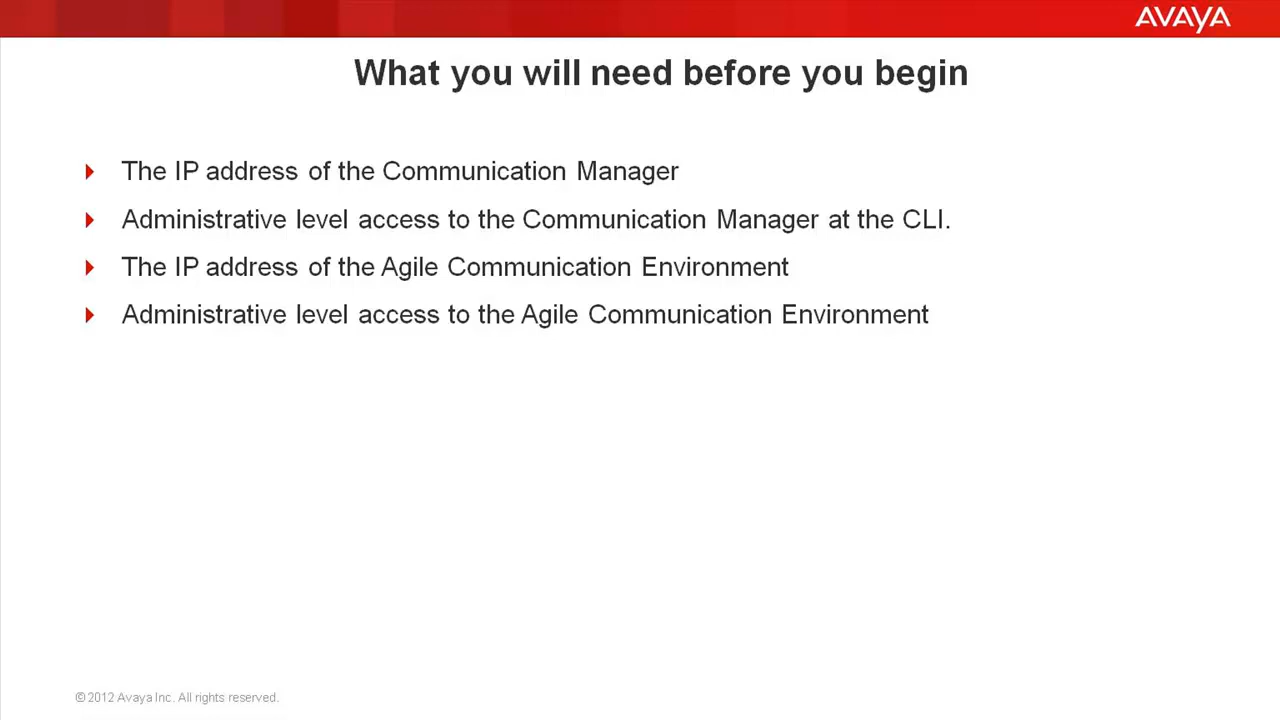 AVAYA
What you will need before you begin
The IP address of the Communication Manager
Administrative level access to the Communication Manager at the CLI.
The IP address of the Agile Communication Environment
Administrative level access to the Agile Communication Environment
© 2012 Avaya Inc. All rights reserved.